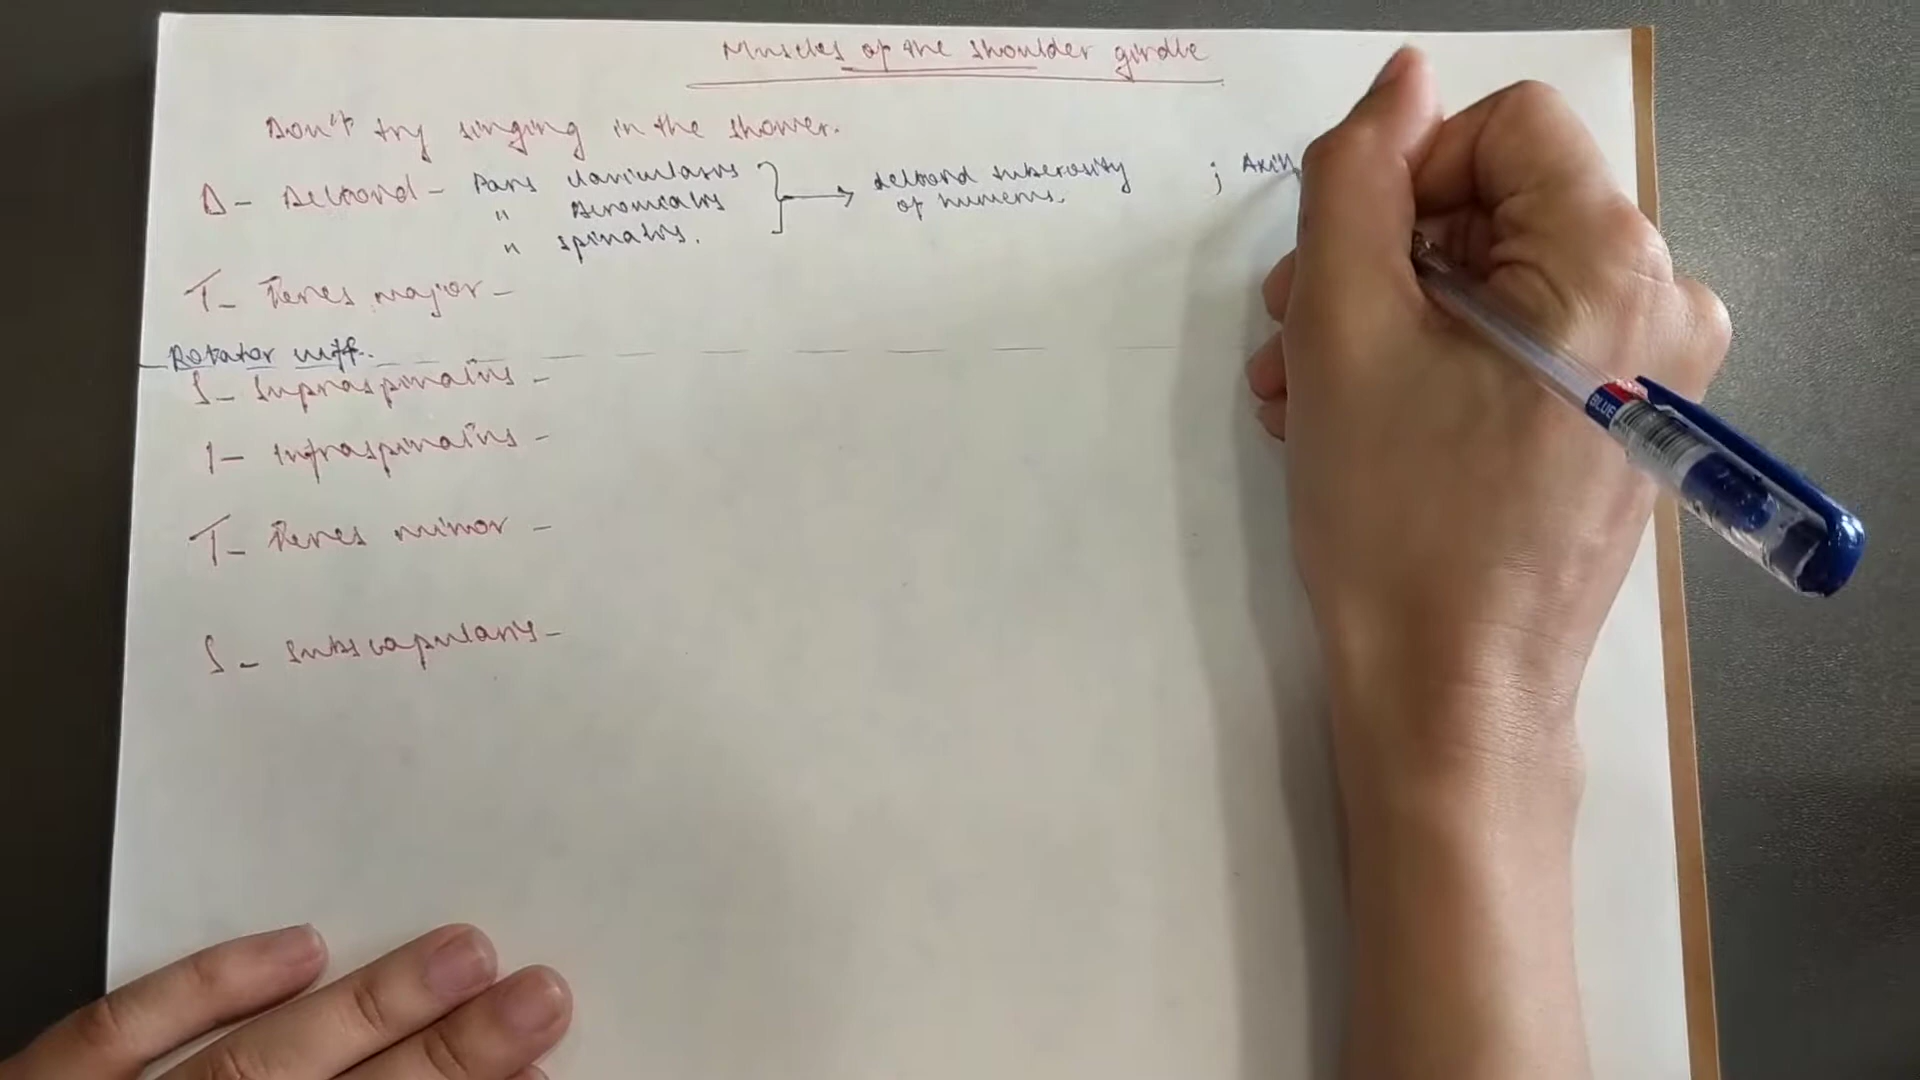 Muscles of the shoulder girdle
Don't try singing in the shower.
D - Deltoid - Pars clavicularis
" Acromialis
" spinalis.
deltoid tuberosity
of humerus.
; Axill
T - Teres major -
Rotator cuff.
S - Supraspinatus -
I - Infraspinatus -
T - Teres minor -
S - Subscapularis -
BLUE